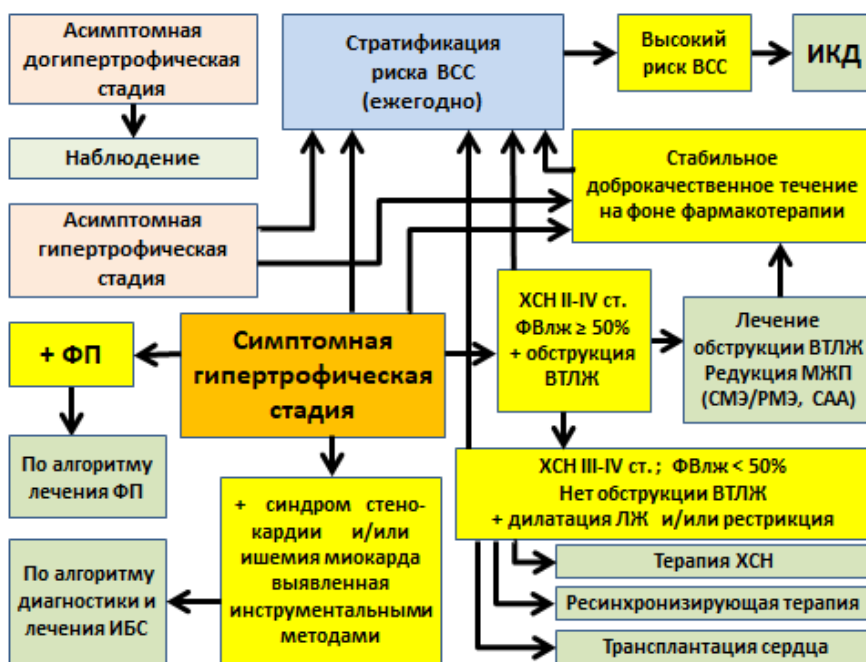 Асимптомная
догипертрофическая
стадия
Наблюдение
Асимптомная
гипертрофическая
стадия
Стратификация
риска ВСС
(ежегодно)
Высокий
риск ВСС
ИКД
Стабильное
доброкачественное течение
на фоне фармакотерапии
+ ФП
Симптомная
гипертрофическая
стадия
ХСН II-IV ст.
ФВлж ≥ 50%
+ обструкция
ВТЛЖ
Лечение
обструкции ВТЛЖ
Редукция МЖП
(СМЭ/РМЭ, САА)
По алгоритму
лечения ФП
ХСН III-IV ст. ; ФВлж < 50%
Нет обструкции ВТЛЖ
+ дилатация ЛЖ и/или рестрикция
+ синдром стено-
кардии и/или
ишемия миокарда
выявленная
инструментальными
методами
По алгоритму
диагностики и
лечения ИБС
Терапия ХСН
Ресинхронизирующая терапия
Трансплантация сердца